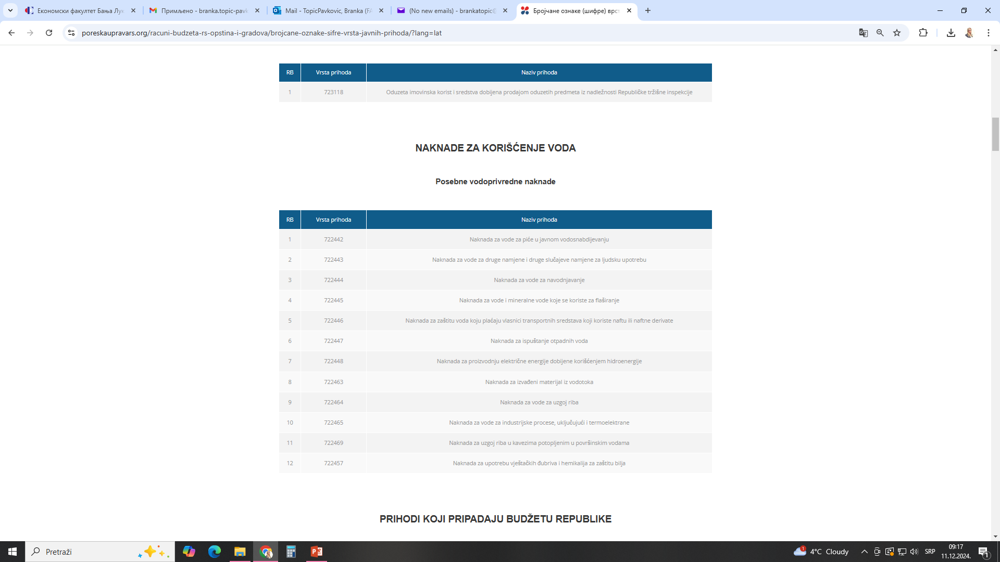 Економски факултет Бања Лук
Примљено - branka.topic-pavk
Mail - TopicPavkovic, Branka (FA
(No new emails) - brankatopic@
Бројчане ознаке (шифре) врст
poreskaupravars.org/racuni-budzeta-rs-opstina-i-gradova/brojcane-oznake-sifre-vrsta-javnih-prihoda/?lang=lat
RB Vrsta prihoda Naziv prihoda
1 723118 Oduzeta imovinska korist i sredstva dobijena prodajom oduzetih predmeta iz nadležnosti Republičke tržišne inspekcije
NAKNADE ZA KORIŠĆENJE VODA
Posebne vodoprivredne naknade
RB Vrsta prihoda Naziv prihoda
1 722442 Naknada za vode za piće u javnom vodosnabdijevanju
2 722443 Naknada za vode za druge namjene i druge slučajeve namjene za ljudsku upotrebu
3 722444 Naknada za vode za navodnjavanje
4 722445 Naknada za vode i mineralne vode koje se koriste za flaširanje
5 722446 Naknada za zaštitu voda koju plaćaju vlasnici transportnih sredstava koji koriste naftu ili naftne derivate
6 722447 Naknada za ispuštanje otpadnih voda
7 722448 Naknada za proizvodnju električne energije dobijene korišćenjem hidroenergije
8 722463 Naknada za izvađeni materijal iz vodotoka
9 722464 Naknada za vode za uzgoj riba
10 722465 Naknada za vode za industrijske procese, uključujući i termoelektrane
11 722469 Naknada za uzgoj riba u kavezima potopljenim u površinskim vodama
12 722457 Naknada za upotrebu vještačkih đubriva i hemikalija za zaštitu bilja
PRIHODI KOJI PRIPADAJU BUDŽETU REPUBLIKE
Pretraži
1
4°C Cloudy
SRP
09:17
11.12.2024.
1